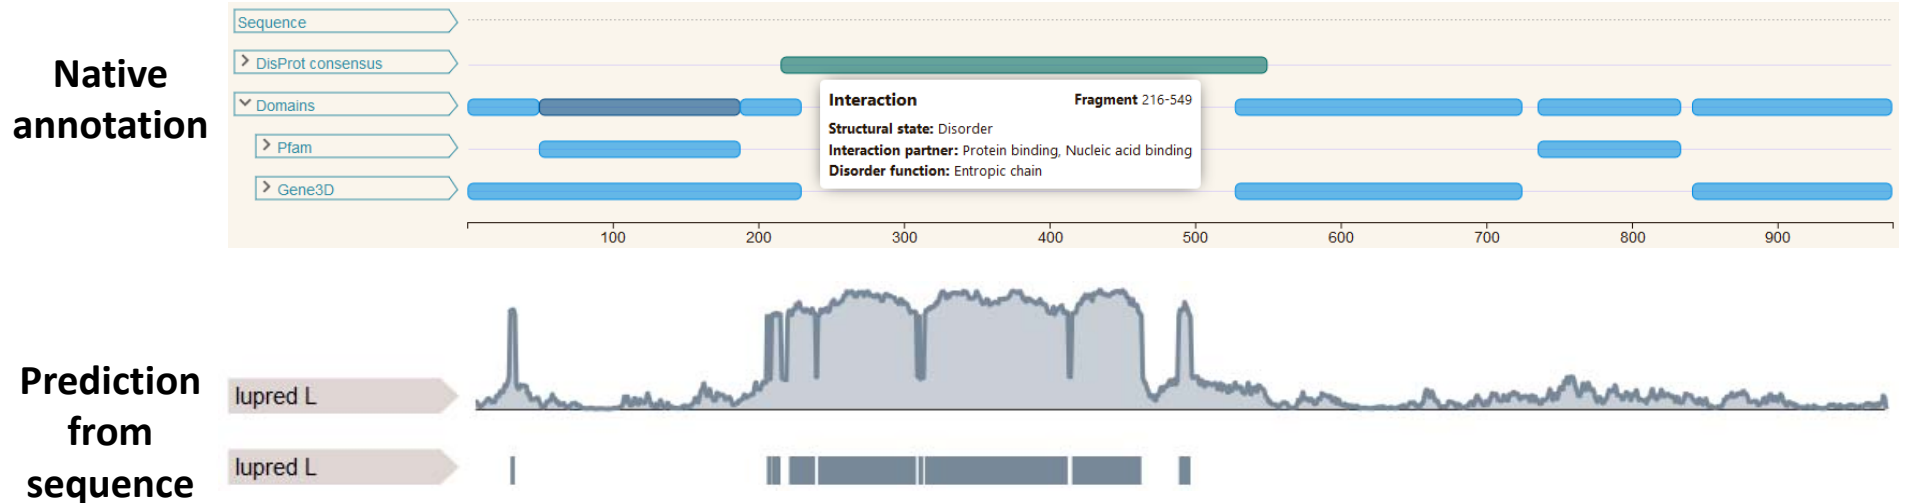 Native
annotation
Sequence
DisProt consensus
Domains
Pfam
Gene3D
Interaction Fragment 216-549
Structural state: Disorder
Interaction partner: Protein binding, Nucleic acid binding
Disorder function: Entropic chain
100 200 300 400 500 600 700 800 900
Prediction
from
sequence
Iupred L
Iupred L